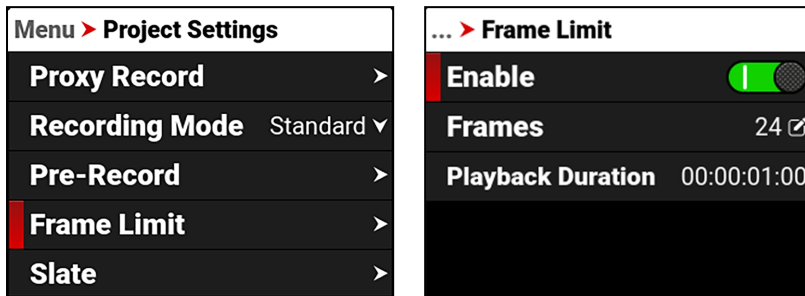 Menu > Project Settings
Proxy Record
Recording Mode Standard
Pre-Record
Frame Limit
Slate
... > Frame Limit
Enable
Frames 24
Playback Duration 00:00:01:00